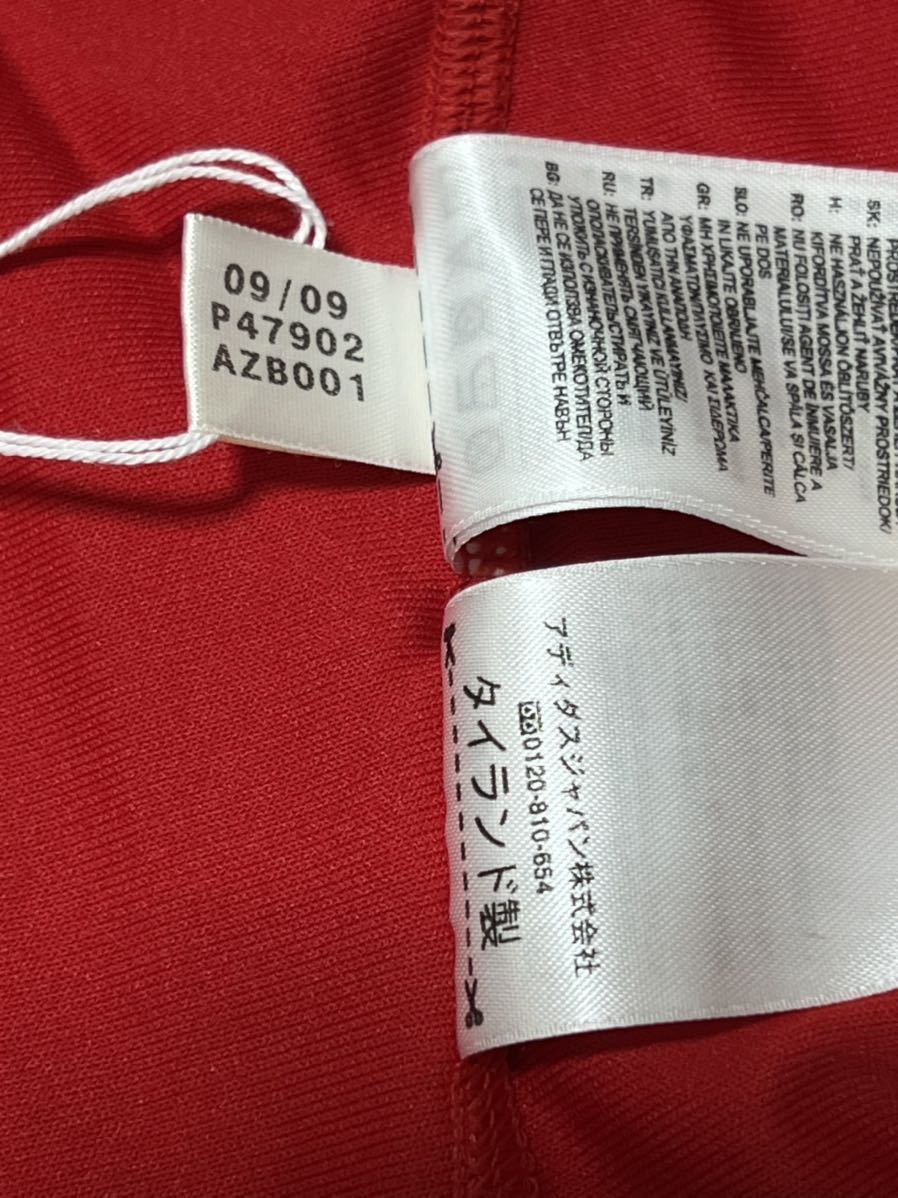 09/09
P47902
AZB001
SK: NEPOUŽÍVAŤ AVIVÁŽNY PROSTRIEDOK/
PRAŤ A ŽEHLIŤ NARUBY
H: NE HASZNÁLJON ÖBLÍTŐSZERT/
KIFORDÍTVA MOSSA ÉS VASALJA
RO: NU FOLOSIȚI AGENT DE ÎNMUIERE A
MATERIALULUI/SE VA SPĂLA ȘI CĂLCA
PE DOS
SLO: NE UPORABLJAJTE MEHČALCA/PERITE
IN LIKAJTE OBRNJENO
GR: ΜΗ ΧΡΗΣΙΜΟΠΟΙΕΙΤΕ ΜΑΛΑΚΤΙΚΑ
ΥΦΑΣΜΑΤΩΝ/ΠΛΥΣΙΜΟ ΚΑΙ ΣΙΔΕΡΩΜΑ
ΑΠΟ ΤΗΝ ΑΝΑΠΟΔΗ
TR: YUMUŞATICI KULLANMAYINIZ/
TERSİNDEN YIKAYINIZ VE ÜTÜLEYİNİZ
RU: НЕ ПРИМЕНЯТЬ СМЯГЧАЮЩИЙ
ОПОЛАСКИВАТЕЛЬ/СТИРАТЬ И
УТЮЖИТЬ С ИЗНАНОЧНОЙ СТОРОНЫ
BG: ДА НЕ СЕ ИЗПОЛЗВА ОМЕКОТИТЕЛ/ДА
СЕ ПЕРЕ И ГЛАДИ ОТВЪТРЕ НАВЪН
アディダスジャパン株式会社
0120-810-654
タイランド製